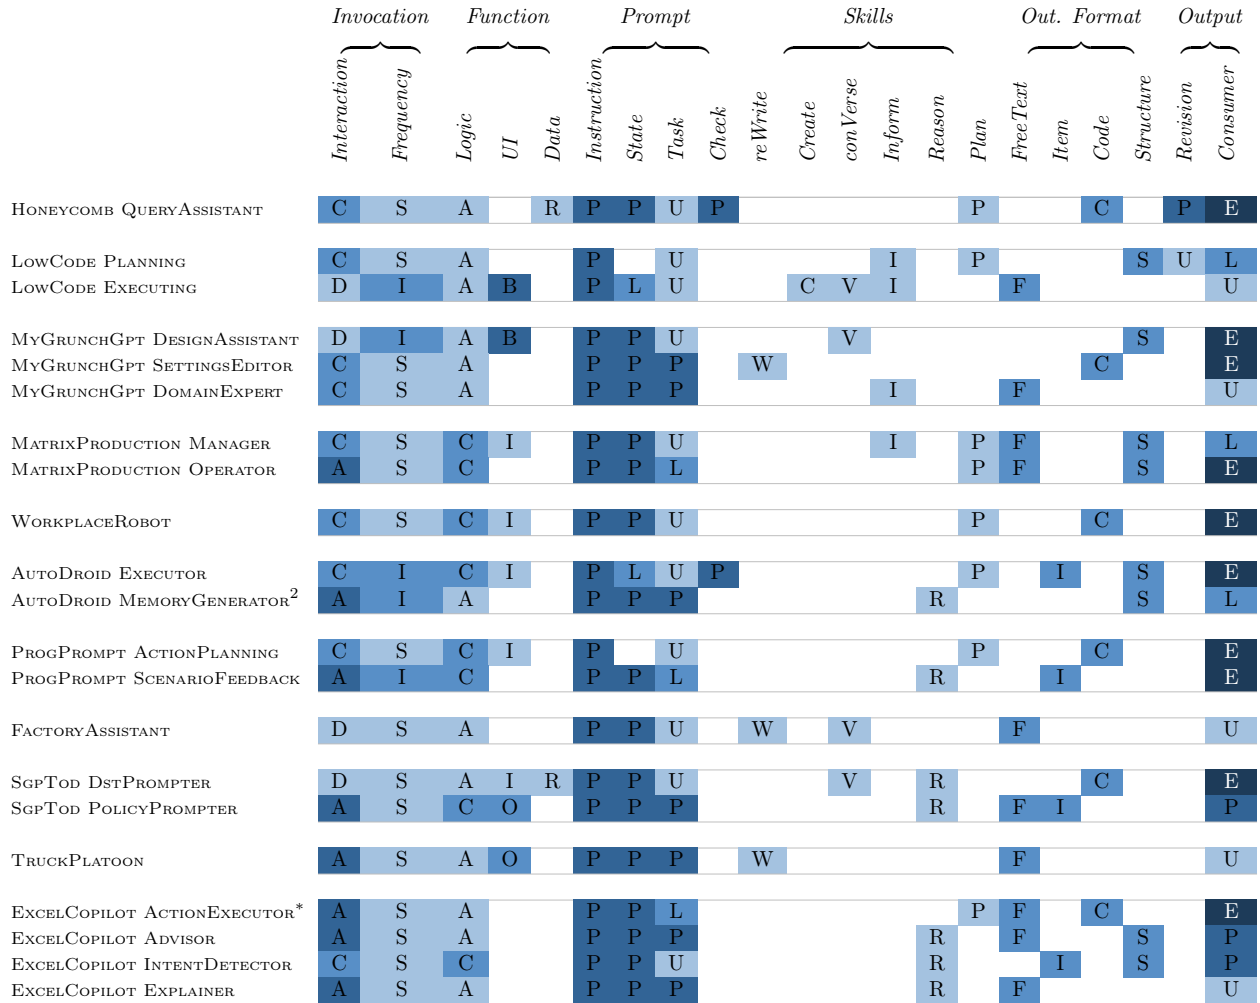 Invocation Function Prompt Skills Out. Format Output
Interaction Frequency Logic UI Data Instruction State Task Check reWrite Create conVerse Inform Reason Plan FreeText Item Code Structure Revision Consumer
HONEYCOMB QUERYASSISTANT C S A R P P U P P C P E
LOWCODE PLANNING C S A P U I P S U L
LOWCODE EXECUTING D I A B P L U C V I F U
MYGRUNCHGPT DESIGNASSISTANT D I A B P P U V S E
MYGRUNCHGPT SETTINGSEDITOR C S A P P P W C E
MYGRUNCHGPT DOMAINEXPERT C S A P P P I F U
MATRIXPRODUCTION MANAGER C S C I P P U I P F S L
MATRIXPRODUCTION OPERATOR A S C P P L P F S E
WORKPLACEROBOT C S C I P P U P C E
AUTODROID EXECUTOR C I C I P L U P P I S E
AUTODROID MEMORYGENERATOR² A I A P P P R S L
PROGPROMPT ACTIONPLANNING C S C I P U P C E
PROGPROMPT SCENARIOFEEDBACK A I C P P L R I E
FACTORYASSISTANT D S A P P U W V F U
SGPTOD DSTPROMPTER D S A I R P P U V R C E
SGPTOD POLICYPROMPTER A S C O P P P R F I P
TRUCKPLATOON A S A O P P P W F U
EXCELCOPILOT ACTIONEXECUTOR* A S A P P L P F C E
EXCELCOPILOT ADVISOR A S A P P P R F S P
EXCELCOPILOT INTENTDETECTOR C S C P P U R I S P
EXCELCOPILOT EXPLAINER A S A P P P R F U